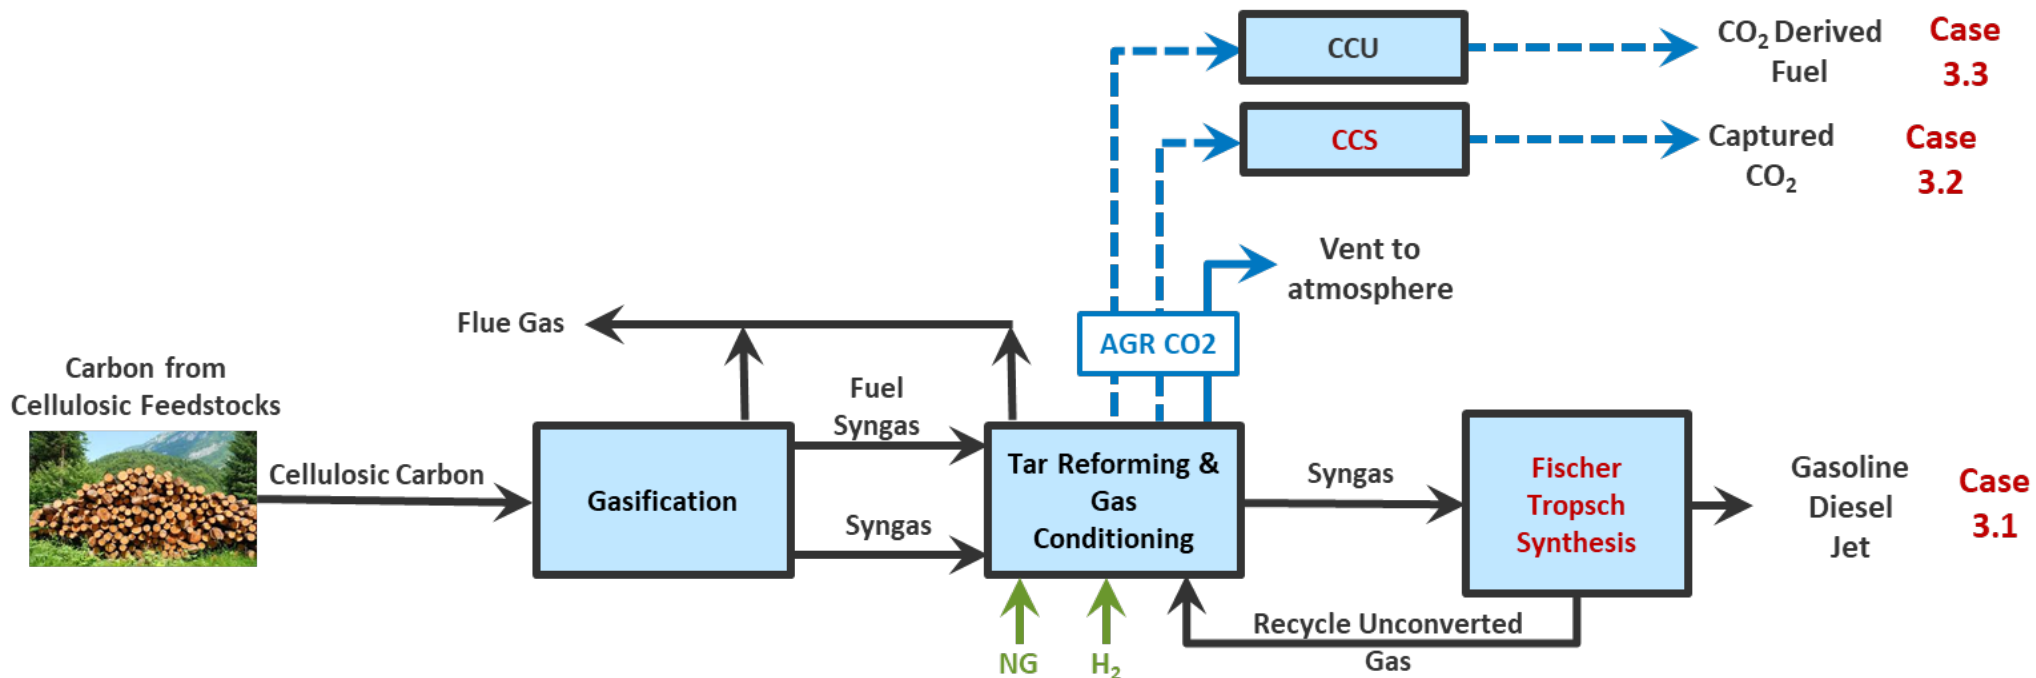 CCU
CO₂ Derived
Fuel
Case
3.3
CCS
Captured
CO₂
Case
3.2
Vent to
atmosphere
Flue Gas
AGR CO2
Carbon from
Cellulosic Feedstocks
Cellulosic Carbon
Gasification
Fuel
Syngas
Syngas
Tar Reforming &
Gas
Conditioning
Syngas
Fischer
Tropsch
Synthesis
Gasoline
Diesel
Jet
Case
3.1
NG
H₂
Recycle Unconverted
Gas